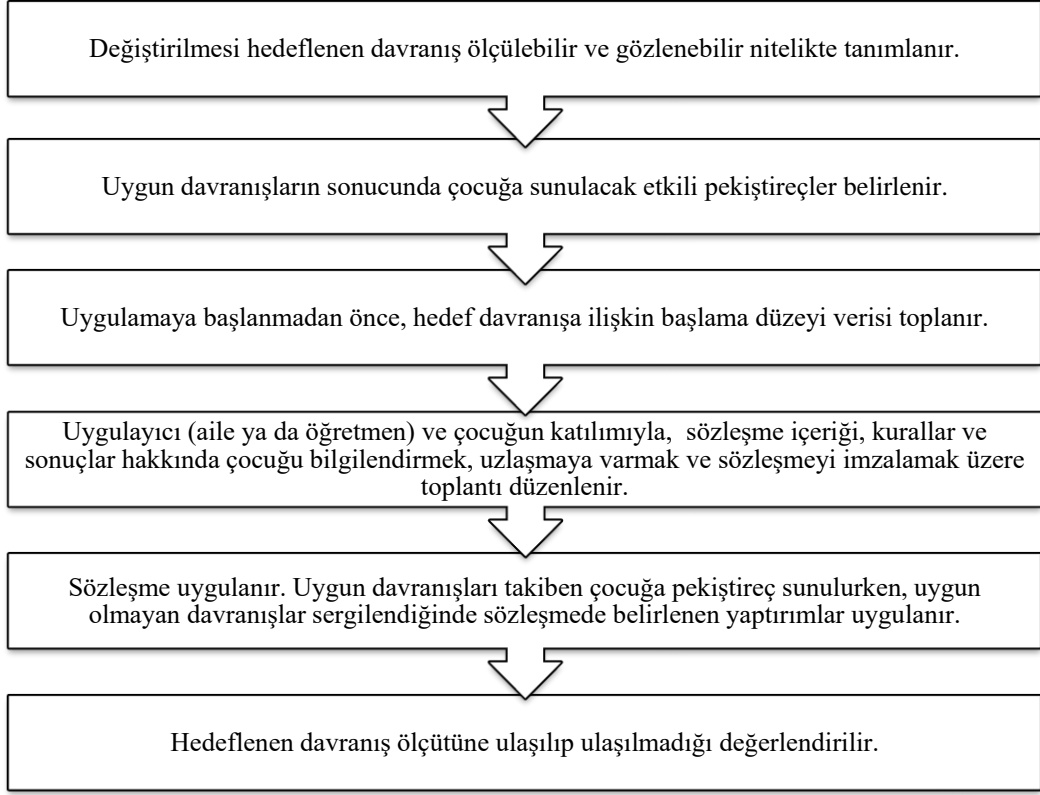 Değiştirilmesi hedeflenen davranış ölçülebilir ve gözlenebilir nitelikte tanımlanır.
Uygun davranışların sonucunda çocuğa sunulacak etkili pekiştireçler belirlenir.
Uygulamaya başlanmadan önce, hedef davranışa ilişkin başlama düzeyi verisi toplanır.
Uygulayıcı (aile ya da öğretmen) ve çocuğun katılımıyla,  sözleşme içeriği, kurallar ve
sonuçlar hakkında çocuğu bilgilendirmek, uzlaşmaya varmak ve sözleşmeyi imzalamak üzere
toplantı düzenlenir.
Sözleşme uygulanır. Uygun davranışları takiben çocuğa pekiştireç sunulurken, uygun
olmayan davranışlar sergilendiğinde sözleşmede belirlenen yaptırımlar uygulanır.
Hedeflenen davranış ölçütüne ulaşılıp ulaşılmadığı değerlendirilir.